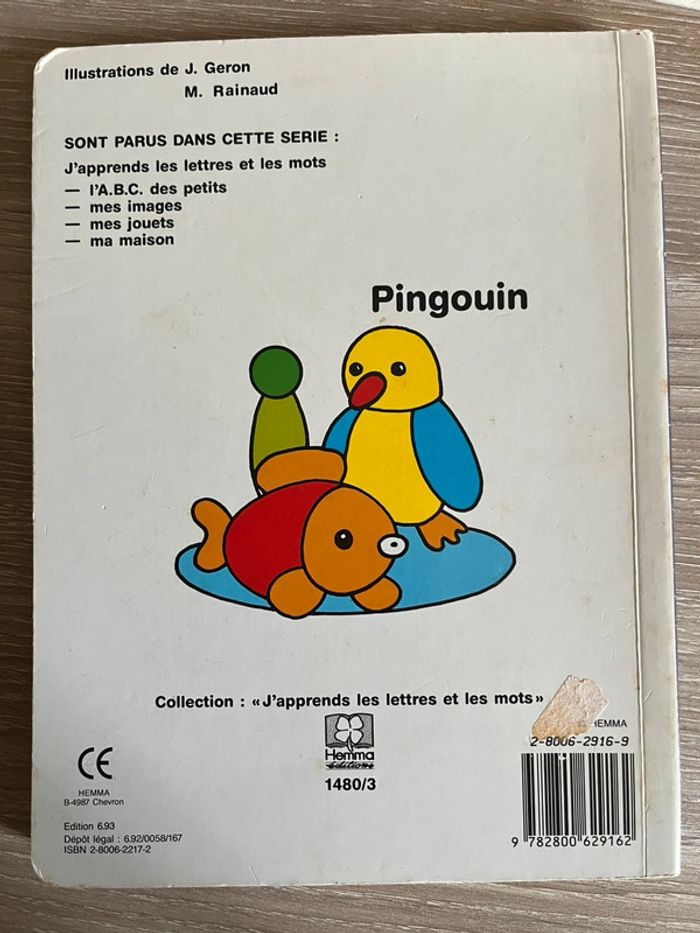 Illustrations de J. Geron
M. Rainaud
SONT PARUS DANS CETTE SERIE :
J'apprends les lettres et les mots
— l'A.B.C. des petits
— mes images
— mes jouets
— ma maison
Pingouin
Collection : «J'apprends les lettres et les mots»
Hemma
éditions
1480/3
CE
HEMMA
B-4987 Chevron
Edition 6.93
Dépôt légal : 6.92/0058/167
ISBN 2-8006-2217-2
HEMMA
2-8006-2916-9
9 782800 629162